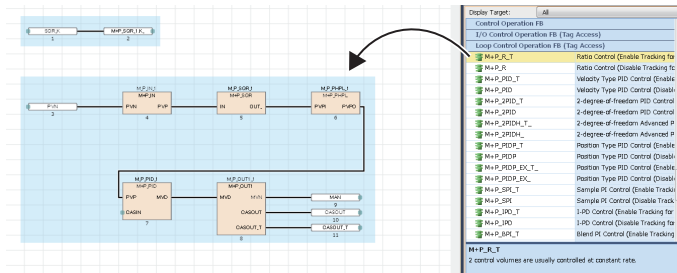 SQR_K
1
M+P_SQR_1.K_
2
M_P_IN_1
M+P_IN
PVN
3
PVN PVP
4
M_P_SQR_1
M+P_SQR
IN OUT_
5
M_P_PHPL_1
M+P_PHPL
PVPI PVPO
6
M_P_PID_1
M+P_PID
PVP MVD
CASIN
7
M_P_OUT1_1
M+P_OUT1
MVD MVN
CASOUT
CASOUT_T
8
MAN
9
CASOUT
10
CASOUT_T
11
Display Target: All
Control Operation FB
I/O Control Operation FB (Tag Access)
Loop Control Operation FB (Tag Access)
M+P_R_T Ratio Control (Enable Tracking for
M+P_R Ratio Control (Disable Tracking fo
M+P_PID_T Velocity Type PID Control (Enable
M+P_PID Velocity Type PID Control (Disabl
M+P_2PID_T 2-degree-of-freedom PID Control
M+P_2PID 2-degree-of-freedom PID Control
M+P_2PIDH_T_ 2-degree-of-freedom Advanced P
M+P_2PIDH_ 2-degree-of-freedom Advanced P
M+P_PIDP_T Position Type PID Control (Enable
M+P_PIDP Position Type PID Control (Disabl
M+P_PIDP_EX_T_ Position Type PID Control (Enable
M+P_PIDP_EX_ Position Type PID Control (Disabl
M+P_SPI_T Sample PI Control (Enable Tracki
M+P_SPI Sample PI Control (Disable Track
M+P_IPD_T I-PD Control (Enable Tracking for
M+P_IPD I-PD Control (Disable Tracking fo
M+P_BPI_T Blend PI Control (Enable Tracking
M+P_R_T
2 control volumes are usually controlled at constant rate.